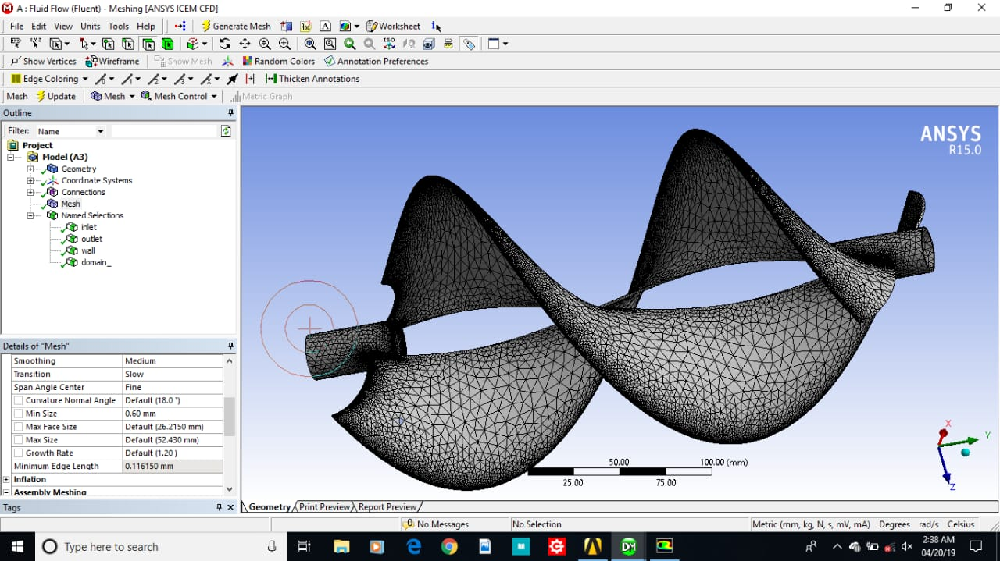 A : Fluid Flow (Fluent) - Meshing [ANSYS ICEM CFD]
File Edit View Units Tools Help Generate Mesh A Worksheet
Show Vertices Wireframe Show Mesh Random Colors Annotation Preferences
Edge Coloring Thicken Annotations
Mesh Update Mesh Mesh Control Metric Graph
Outline
Filter: Name
Project
Model (A3)
Geometry
Coordinate Systems
Connections
Mesh
Named Selections
inlet
outlet
wall
domain_
Details of "Mesh"
Smoothing Medium
Transition Slow
Span Angle Center Fine
Curvature Normal Angle Default (18.0 °)
Min Size 0.60 mm
Max Face Size Default (26.2150 mm)
Max Size Default (52.430 mm)
Growth Rate Default (1.20 )
Minimum Edge Length 0.116150 mm
Inflation
Assembly Meshing
Tags
ANSYS
R15.0
50.00 100.00 (mm)
25.00 75.00
X
Y
Z
Geometry Print Preview Report Preview
0 No Messages No Selection Metric (mm, kg, N, s, mV, mA) Degrees rad/s Celsius
Type here to search
DM
2:38 AM
04/20/19